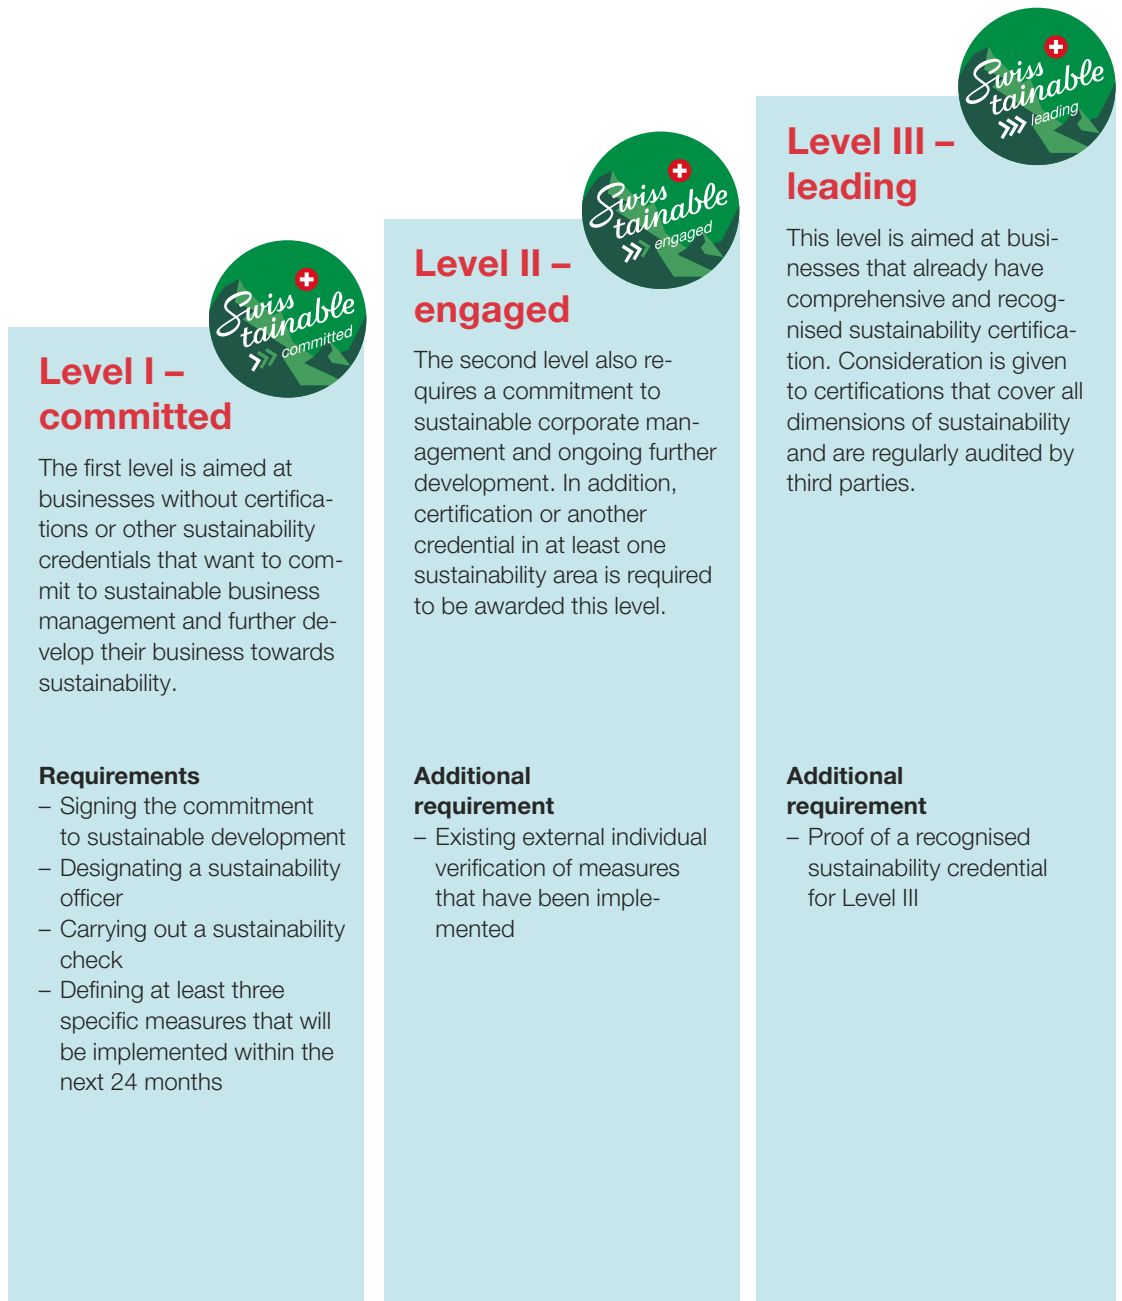 Swiss
tainable
committed
Level I –
committed
The first level is aimed at
businesses without certifica-
tions or other sustainability
credentials that want to com-
mit to sustainable business
management and further de-
velop their business towards
sustainability.
Requirements
– Signing the commitment
to sustainable development
– Designating a sustainability
officer
– Carrying out a sustainability
check
– Defining at least three
specific measures that will
be implemented within the
next 24 months
Swiss
tainable
engaged
Level II –
engaged
The second level also re-
quires a commitment to
sustainable corporate man-
agement and ongoing further
development. In addition,
certification or another
credential in at least one
sustainability area is required
to be awarded this level.
Additional
requirement
– Existing external individual
verification of measures
that have been imple-
mented
Swiss
tainable
leading
Level III –
leading
This level is aimed at busi-
nesses that already have
comprehensive and recog-
nised sustainability certifica-
tion. Consideration is given
to certifications that cover all
dimensions of sustainability
and are regularly audited by
third parties.
Additional
requirement
– Proof of a recognised
sustainability credential
for Level III